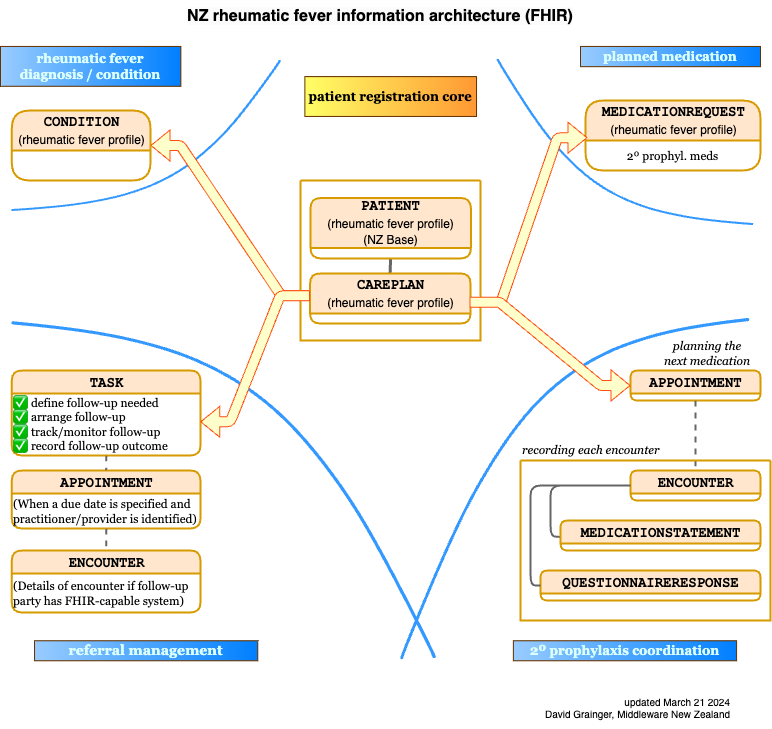 NZ rheumatic fever information architecture (FHIR)
rheumatic fever
diagnosis / condition
planned medication
patient registration core
CONDITION
(rheumatic fever profile)
MEDICATIONREQUEST
(rheumatic fever profile)
2º prophyl. meds
PATIENT
(rheumatic fever profile)
(NZ Base)
CAREPLAN
(rheumatic fever profile)
TASK
✅ define follow-up needed
✅ arrange follow-up
✅ track/monitor follow-up
✅ record follow-up outcome
APPOINTMENT
(When a due date is specified and
practitioner/provider is identified)
ENCOUNTER
(Details of encounter if follow-up
party has FHIR-capable system)
referral management
planning the
next medication
APPOINTMENT
recording each encounter
ENCOUNTER
MEDICATIONSTATEMENT
QUESTIONNAIRERESPONSE
2º prophylaxis coordination
updated March 21 2024
David Grainger, Middleware New Zealand